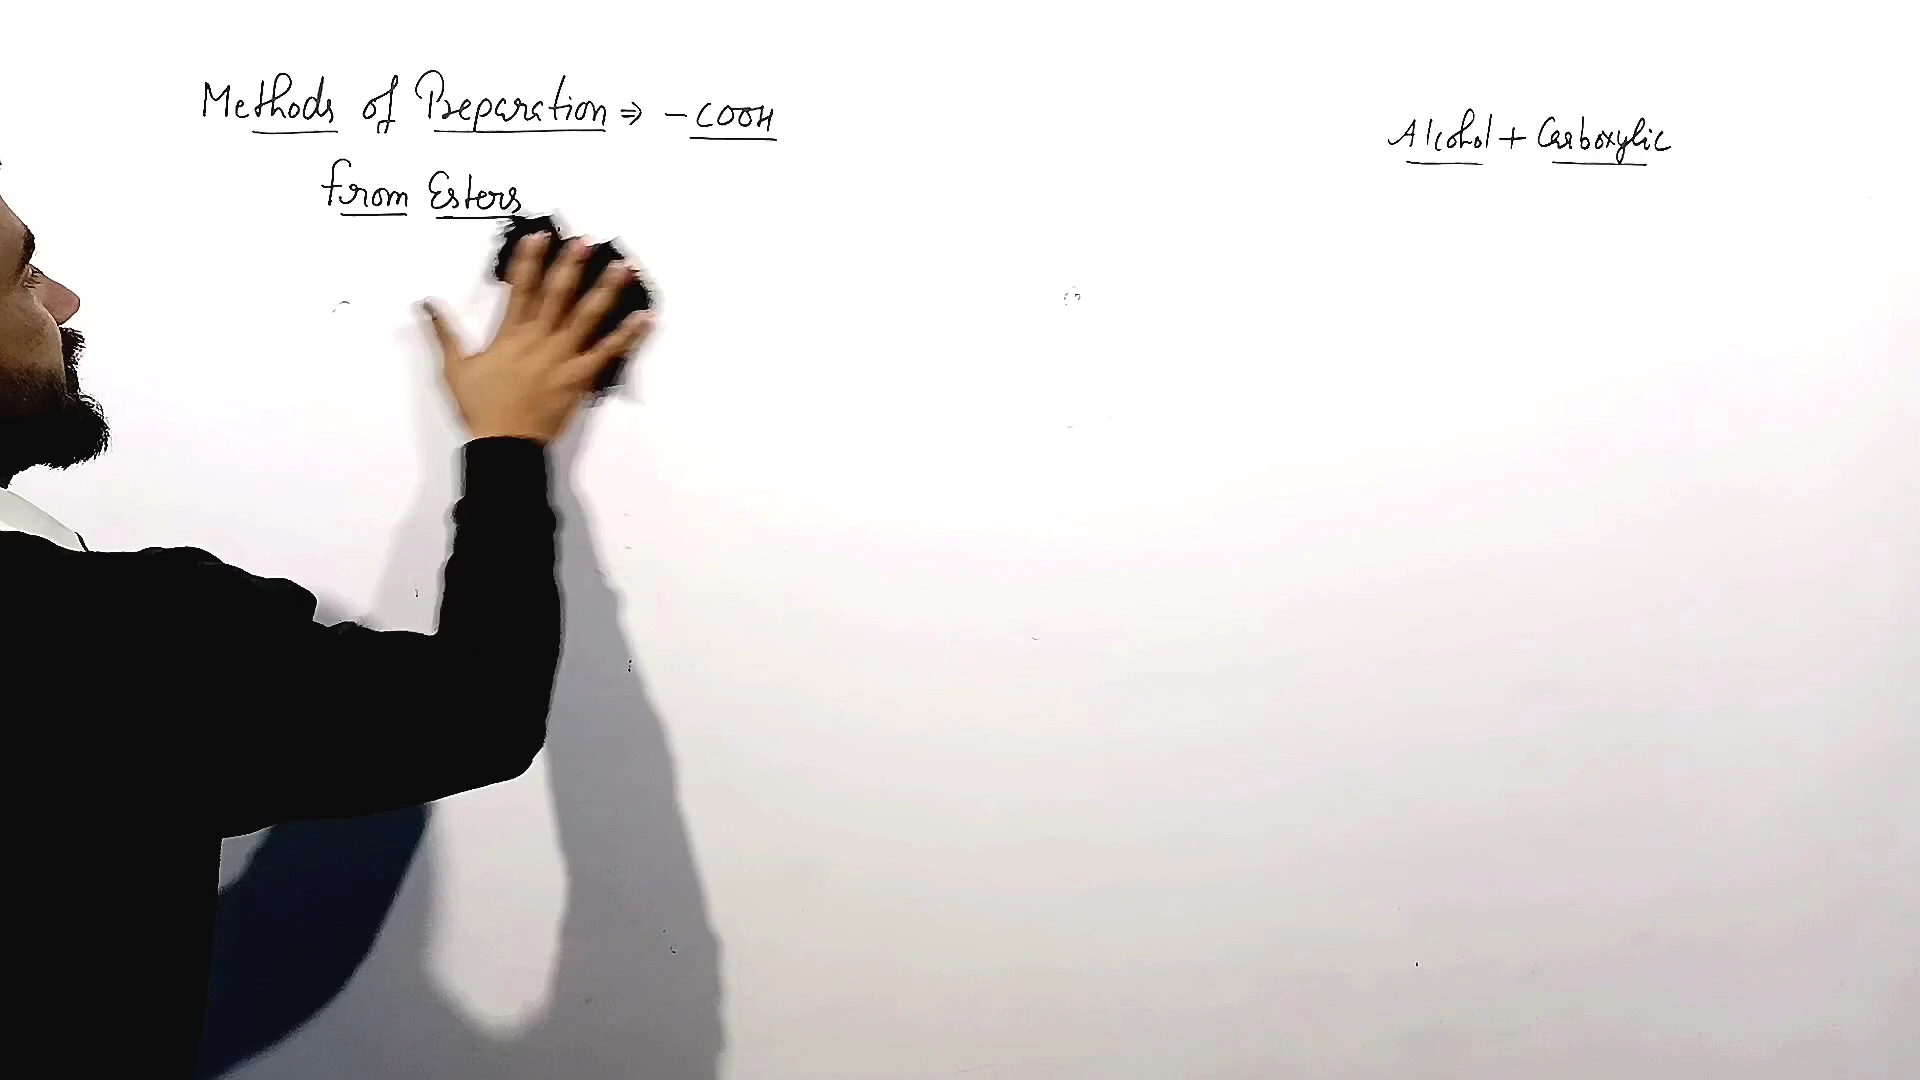 Methods of Preparation ⇒ -COOH
from Esters
Alcohol + Carboxylic